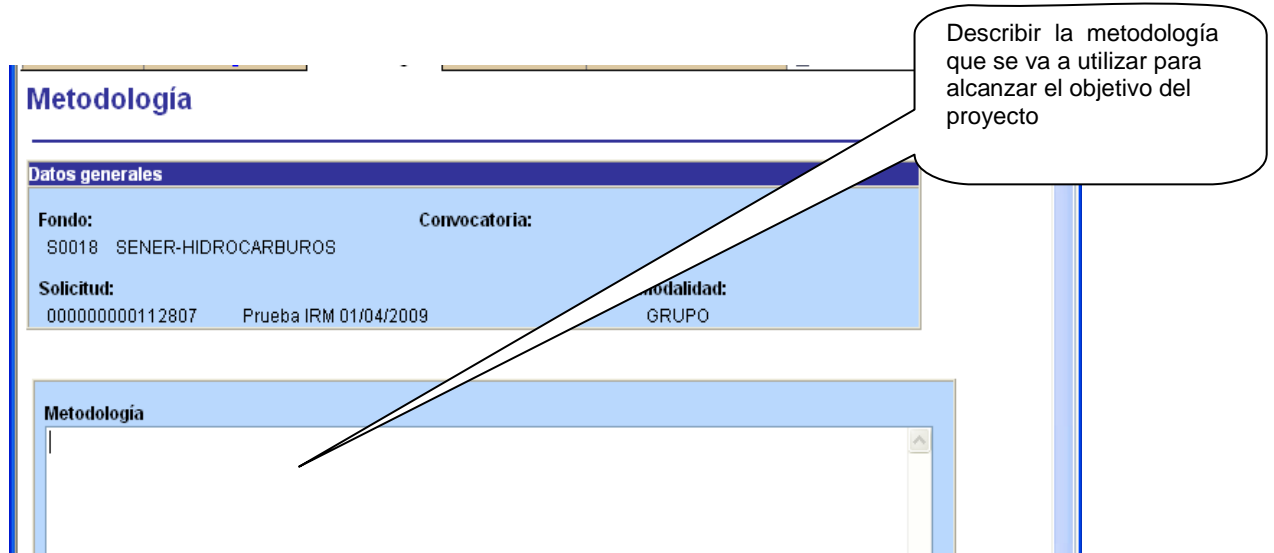 Describir la metodología
que se va a utilizar para
alcanzar el objetivo del
proyecto
Metodología
Datos generales
Fondo: Convocatoria:
S0018 SENER-HIDROCARBUROS
Solicitud: odalidad:
000000000112807 Prueba IRM 01/04/2009 GRUPO
Metodología